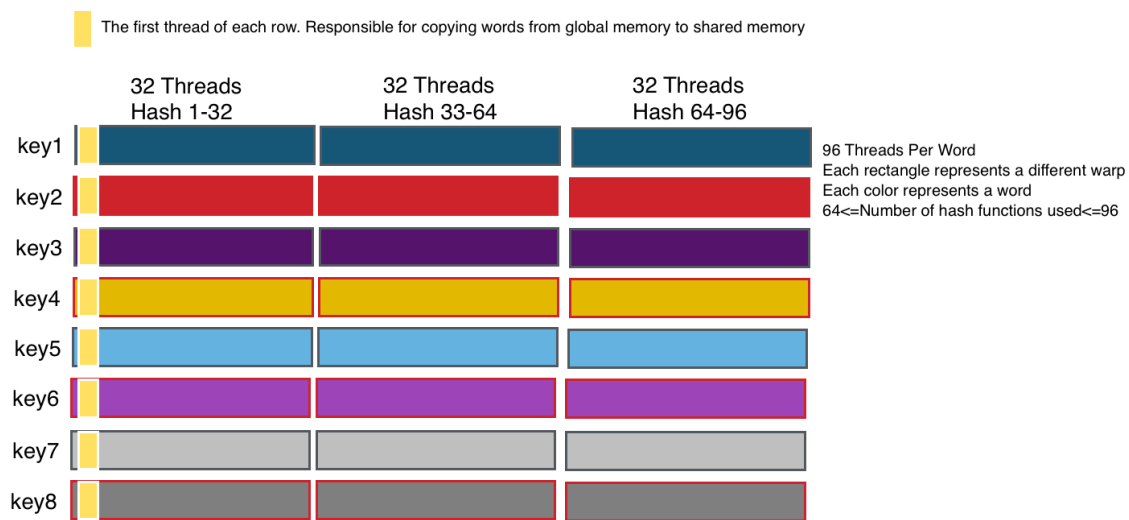 The first thread of each row. Responsible for copying words from global memory to shared memory
32 Threads
Hash 1-32
32 Threads
Hash 33-64
32 Threads
Hash 64-96
key1
key2
key3
key4
key5
key6
key7
key8
96 Threads Per Word
Each rectangle represents a different warp
Each color represents a word
64<=Number of hash functions used<=96